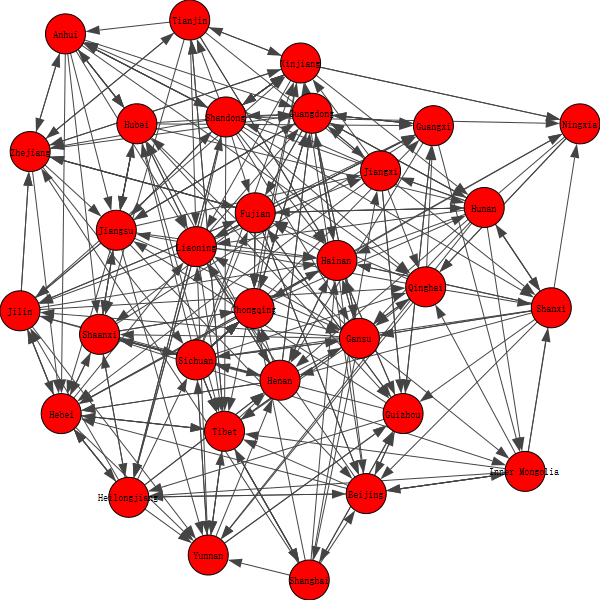 Tianjin
Anhui
Xinjiang
Shandong
Guangdong
Hubei
Guangxi
Ningxia
Zhejiang
Jiangxi
Hunan
Fujian
Jiangsu
Liaoning
Hainan
Qinghai
Jilin
Chongqing
Shanxi
Shaanxi
Gansu
Sichuan
Henan
Hebei
Guizhou
Tibet
Inner Mongolia
Heilongjiang
Beijing
Yunnan
Shanghai